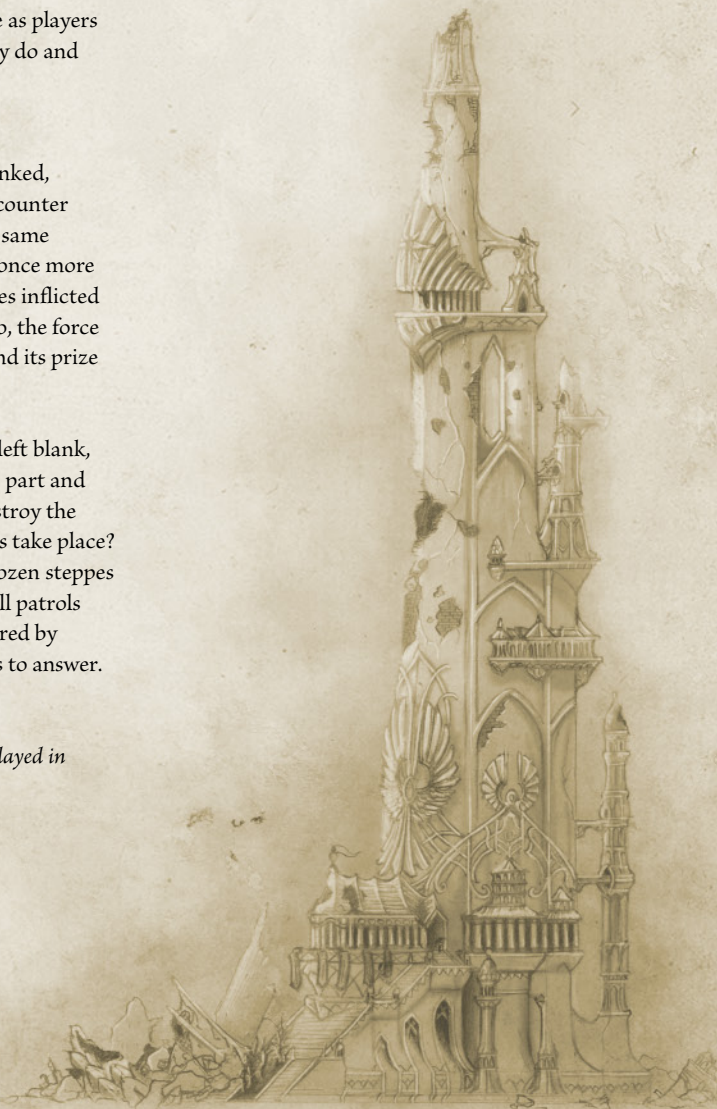 e as players
y do and
nked,
counter
same
once more
es inflicted
o, the force
nd its prize
left blank,
part and
stroy the
s take place?
ozen steppes
ll patrols
red by
s to answer.
layed in